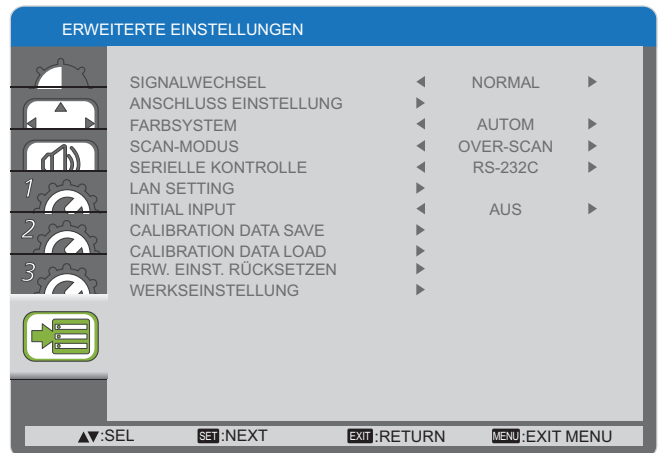 ERWEITERTE EINSTELLUNGEN
SIGNALWECHSEL NORMAL
ANSCHLUSS EINSTELLUNG
FARBSYSTEM AUTOM
SCAN-MODUS OVER-SCAN
SERIELLE KONTROLLE RS-232C
LAN SETTING
1
INITIAL INPUT AUS
2
CALIBRATION DATA SAVE
CALIBRATION DATA LOAD
3
ERW. EINST. RÜCKSETZEN
WERKSEINSTELLUNG
▲▼:SEL SET:NEXT EXIT:RETURN MENU:EXIT MENU